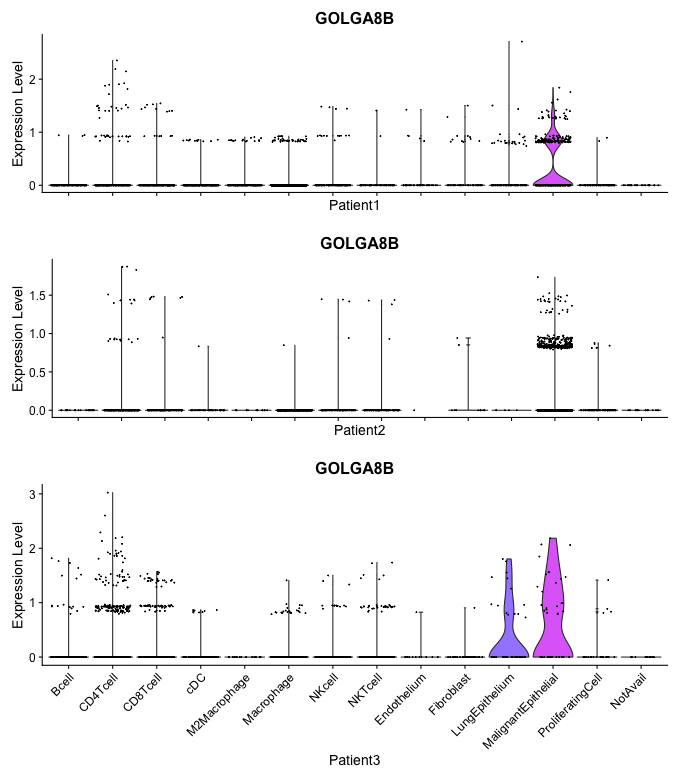 GOLGA8B
Expression Level
2
1
0
Patient1
GOLGA8B
Expression Level
1.5
1.0
0.5
0.0
Patient2
GOLGA8B
Expression Level
3
2
1
0
Bcell
CD4Tcell
CD8Tcell
cDC
M2Macrophage
Macrophage
NKcell
NKTcell
Endothelium
Fibroblast
LungEpithelium
MalignantEpithelial
ProliferatingCell
NotAvail
Patient3